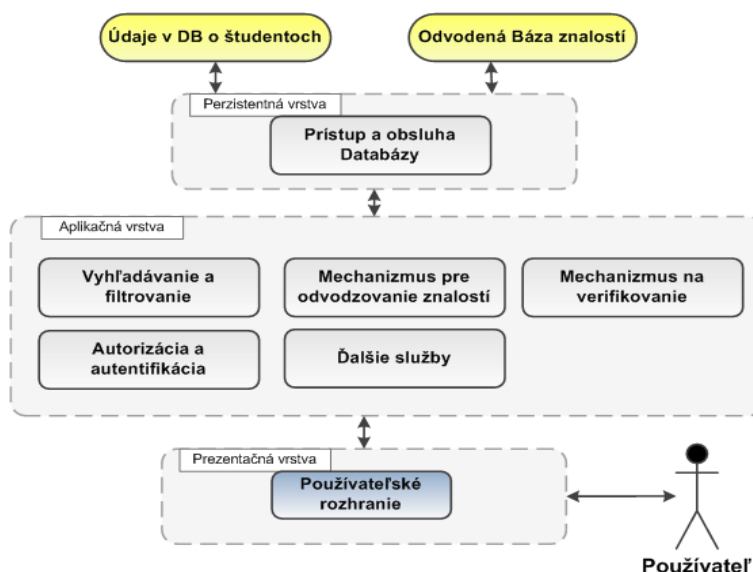 Údaje v DB o študentoch
Odvodená Báza znalostí
Perzistentná vrstva
Prístup a obsluha
Databázy
Aplikačná vrstva
Vyhľadávanie a
filtrovanie
Mechanizmus pre
odvodzovanie znalostí
Mechanizmus na
verifikovanie
Autorizácia a
autentifikácia
Ďalšie služby
Prezentačná vrstva
Používateľské
rozhranie
Používateľ